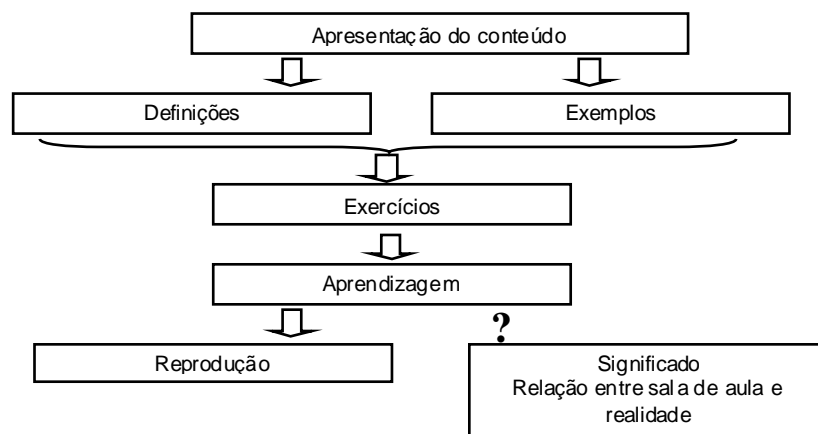 Apresentação do conteúdo
Definições
Exemplos
Exercícios
Aprendizagem
?
Reprodução
Significado
Relação entre sala de aula e
realidade